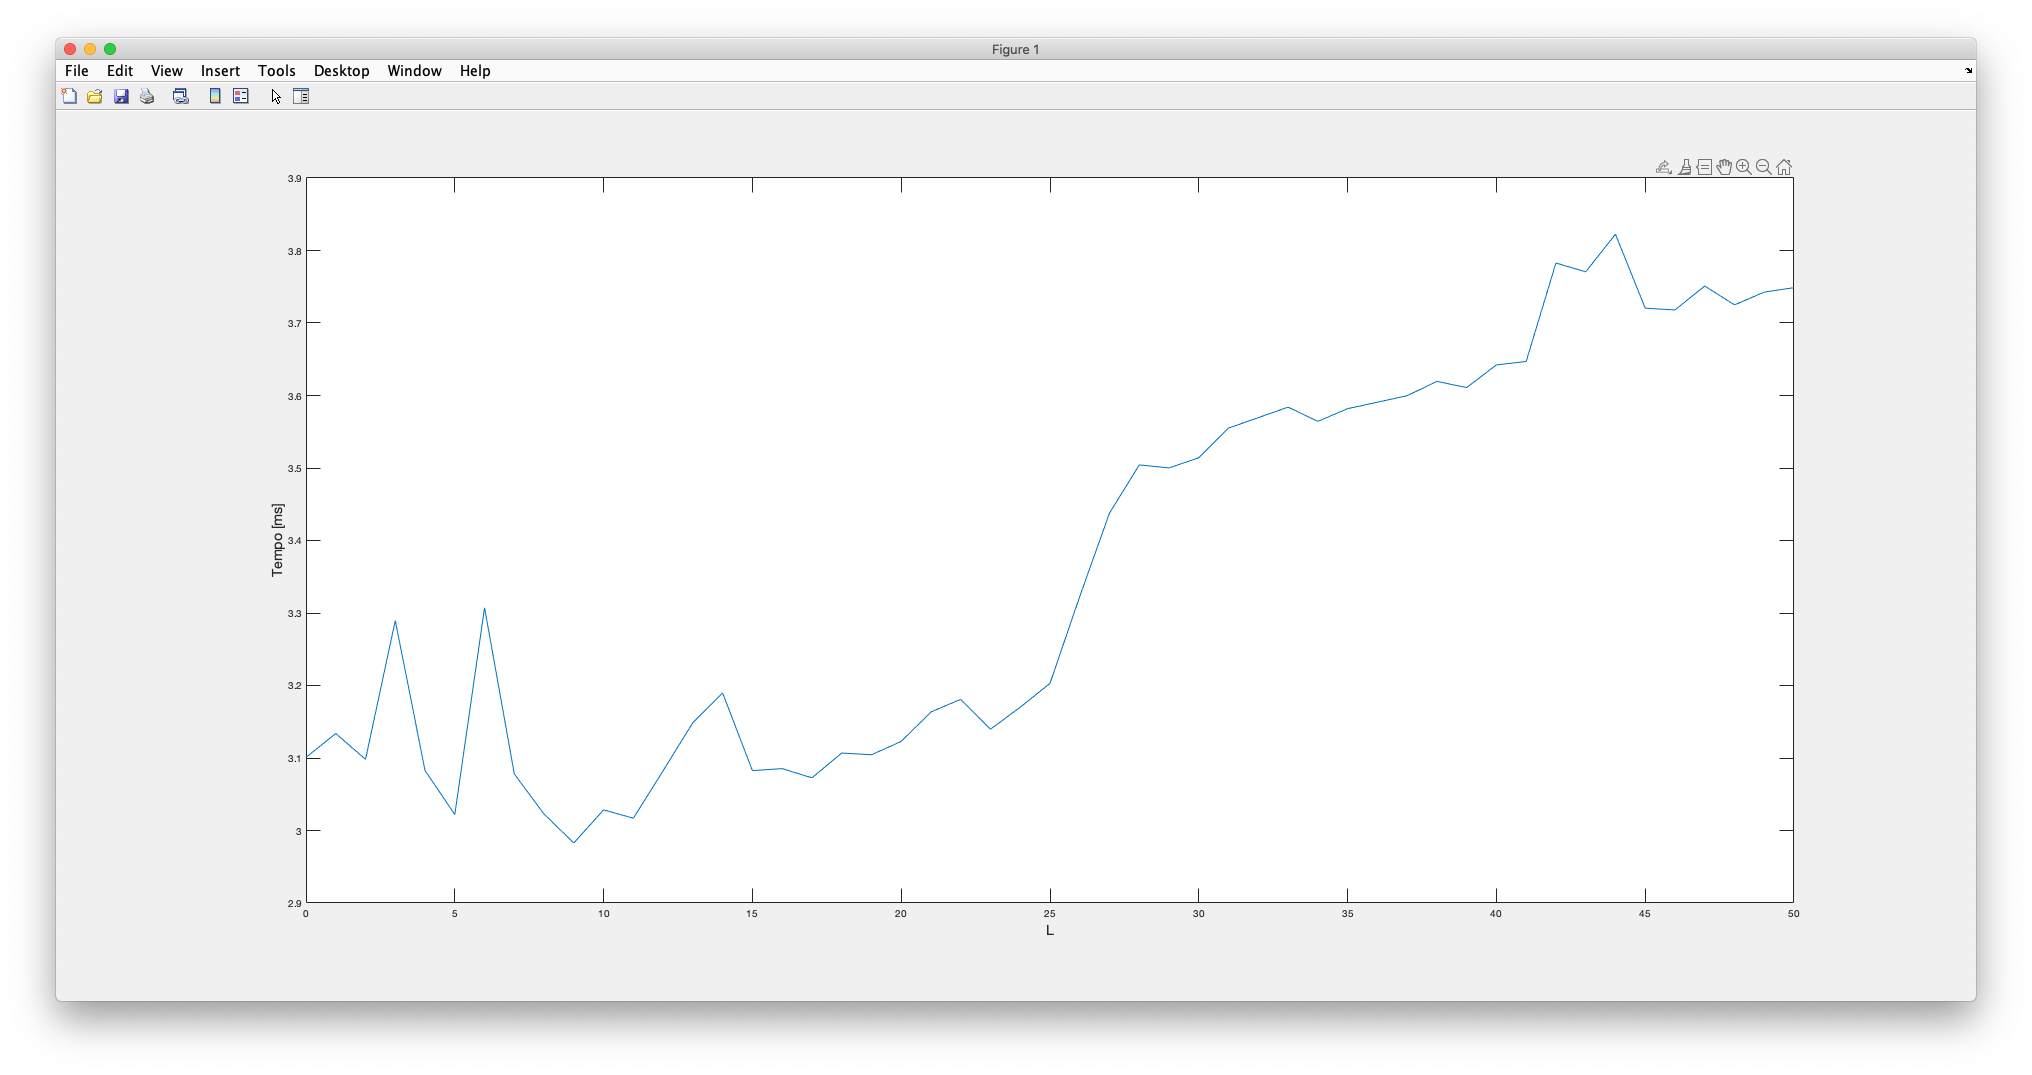 Figure 1
File Edit View Insert Tools Desktop Window Help
3.9
3.8
3.7
3.6
3.5
3.4
3.3
3.2
3.1
3
2.9
Tempo [ms]
0 5 10 15 20 25 30 35 40 45 50
L